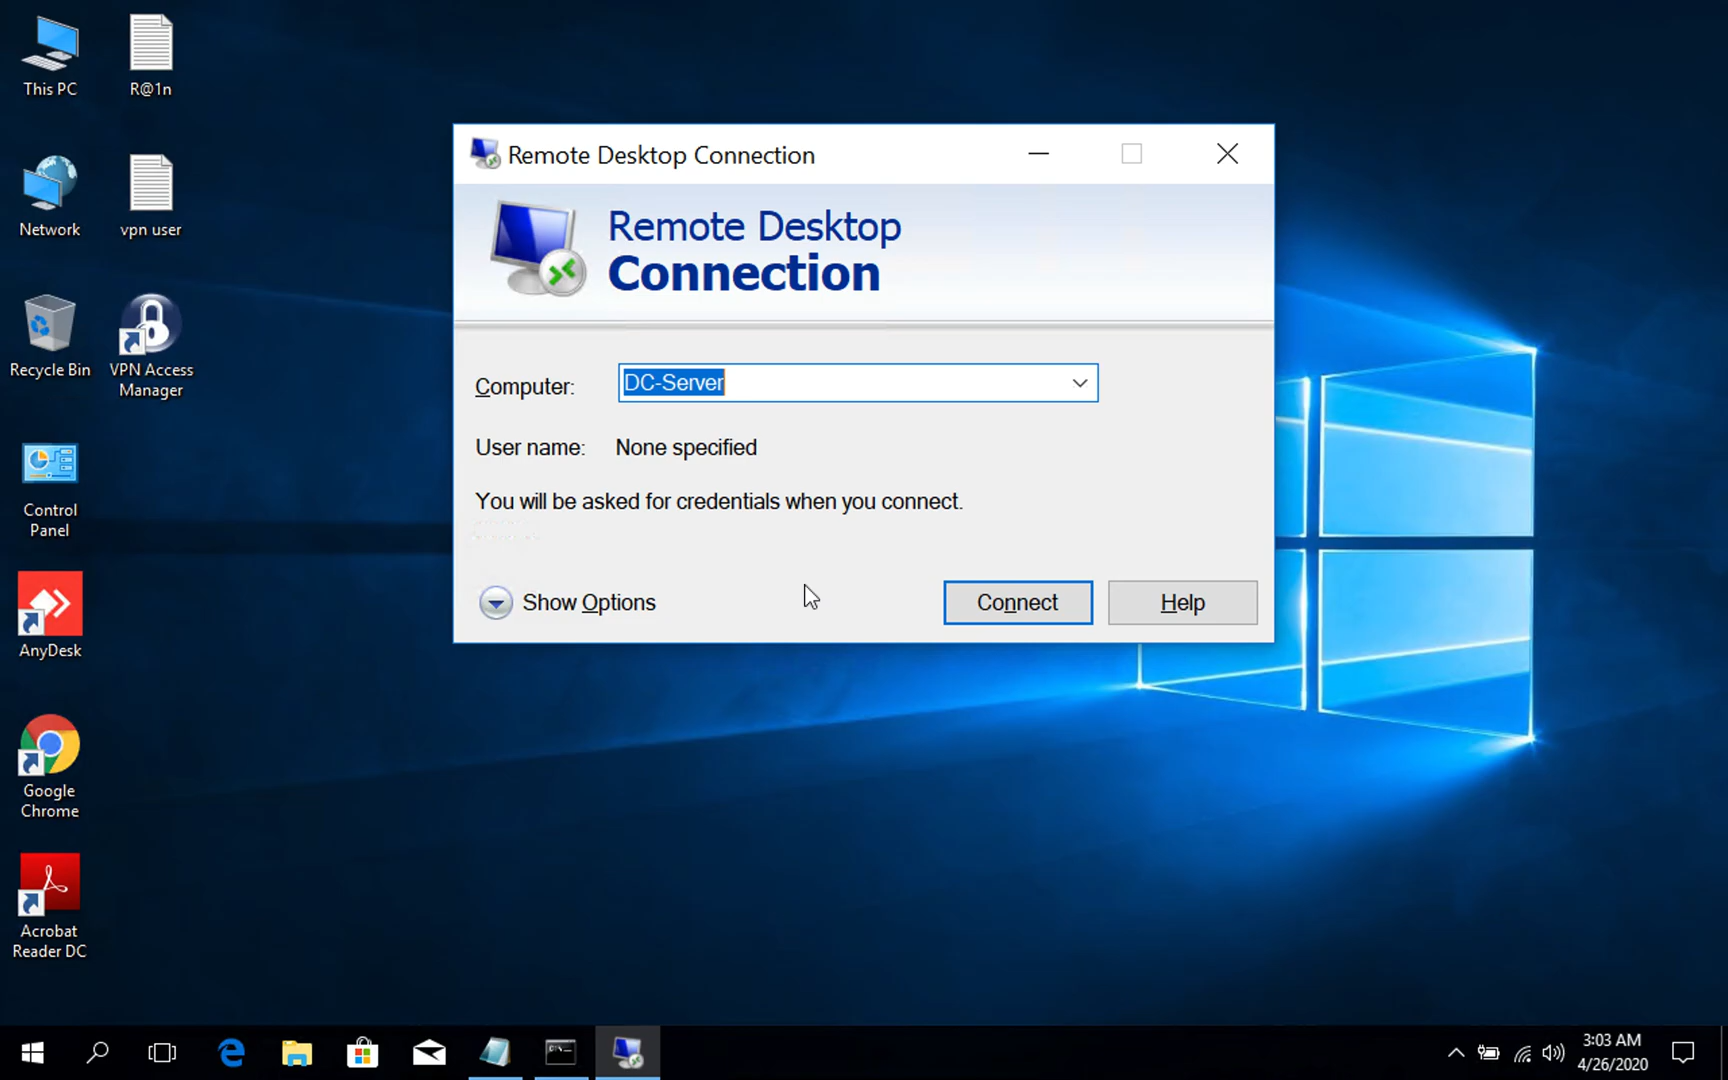 This PC
R@1n
Network
vpn user
Recycle Bin
VPN Access
Manager
Control
Panel
AnyDesk
Google
Chrome
Acrobat
Reader DC
Remote Desktop Connection
Remote Desktop
Connection
Computer:
DC-Server
User name:
None specified
You will be asked for credentials when you connect.
Show Options
Connect
Help
3:03 AM
4/26/2020